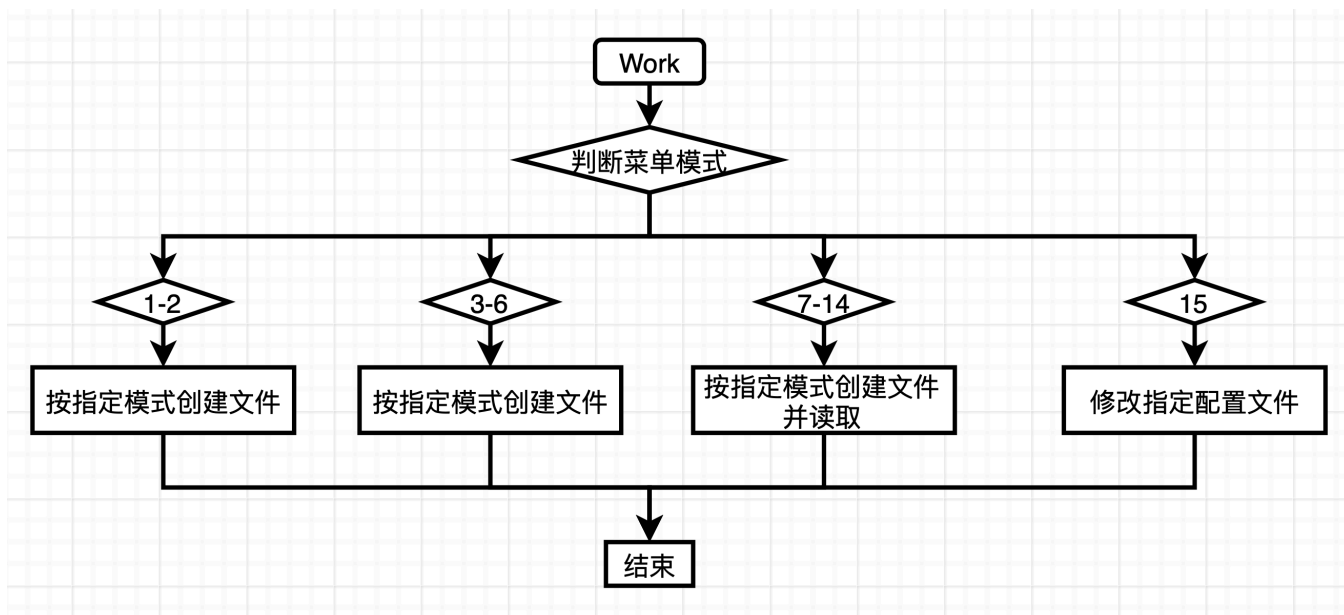 Work
判断菜单模式
1-2
3-6
7-14
15
按指定模式创建文件
按指定模式创建文件
按指定模式创建文件
并读取
修改指定配置文件
结束